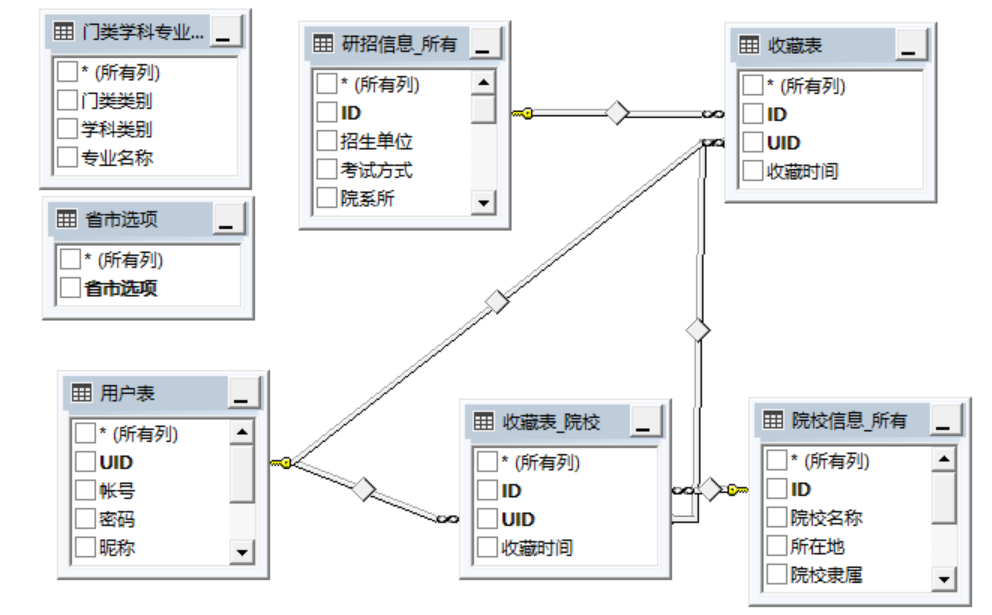 门类学科专业...
* (所有列)
门类类别
学科类别
专业名称
研招信息_所有
* (所有列)
ID
招生单位
考试方式
院系所
收藏表
* (所有列)
ID
UID
收藏时间
省市选项
* (所有列)
省市选项
用户表
* (所有列)
UID
帐号
密码
昵称
收藏表_院校
* (所有列)
ID
UID
收藏时间
院校信息_所有
* (所有列)
ID
院校名称
所在地
院校隶属